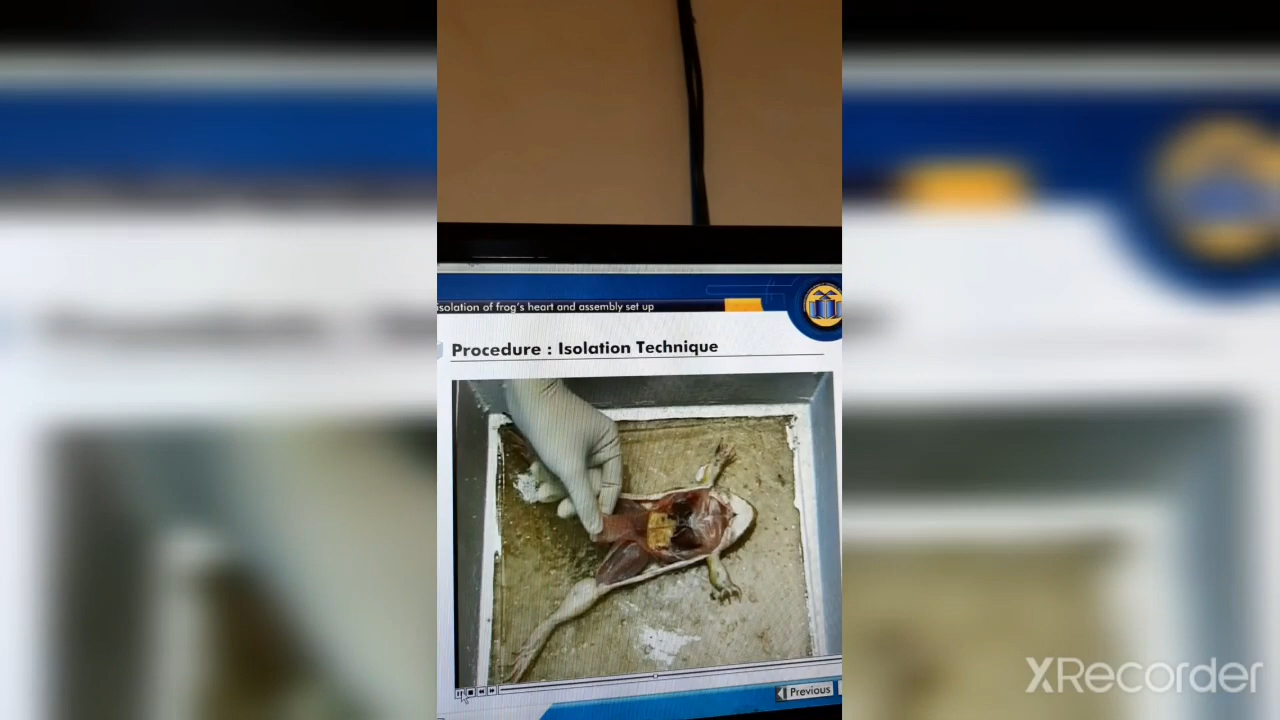 isolation of frog's heart and assembly set up
Procedure : Isolation Technique
Previous
XRecorder